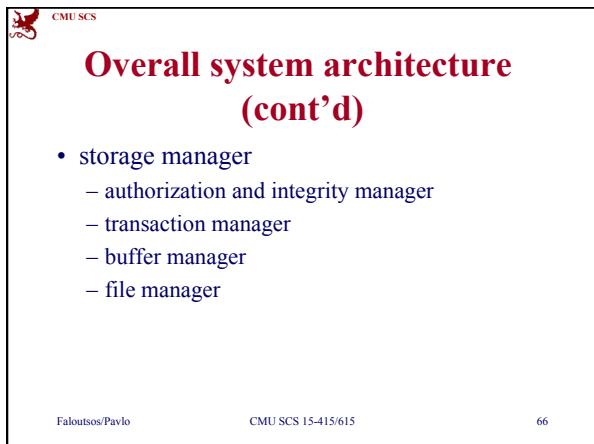 CMU SCS
Overall system architecture
(cont’d)
• storage manager
– authorization and integrity manager
– transaction manager
– buffer manager
– file manager
Faloutsos/Pavlo CMU SCS 15-415/615 66